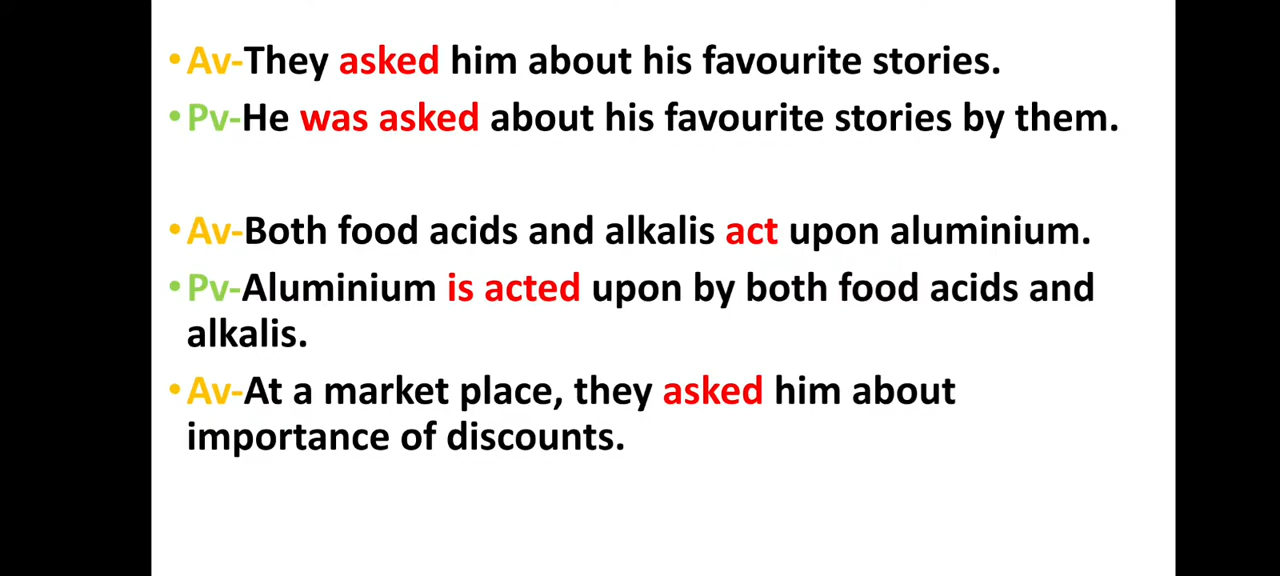 • Av-They asked him about his favourite stories.
• Pv-He was asked about his favourite stories by them.
• Av-Both food acids and alkalis act upon aluminium.
• Pv-Aluminium is acted upon by both food acids and
alkalis.
• Av-At a market place, they asked him about
importance of discounts.